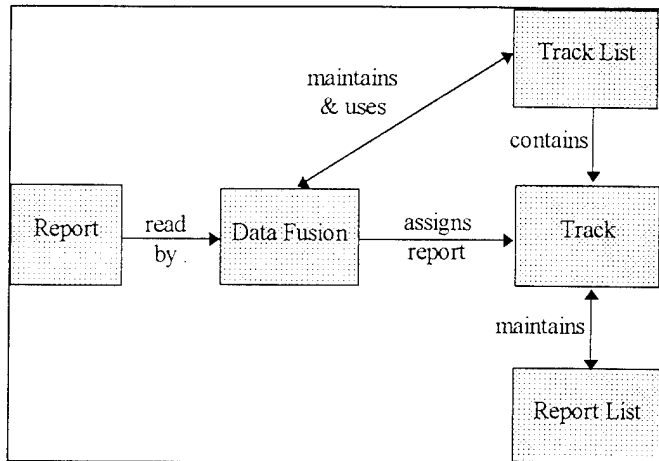 Track List
maintains
& uses
contains
Report
read
by
Data Fusion
assigns
report
Track
maintains
Report List